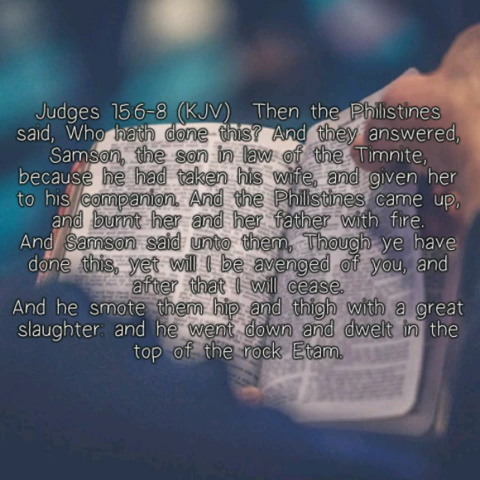 Judges 15:6-8 (KJV) Then the Philistines
said, Who hath done this? And they answered,
Samson, the son in law of the Timnite,
because he had taken his wife, and given her
to his companion. And the Philistines came up,
and burnt her and her father with fire.
And Samson said unto them, Though ye have
done this, yet will I be avenged of you, and
after that I will cease.
And he smote them hip and thigh with a great
slaughter: and he went down and dwelt in the
top of the rock Etam.